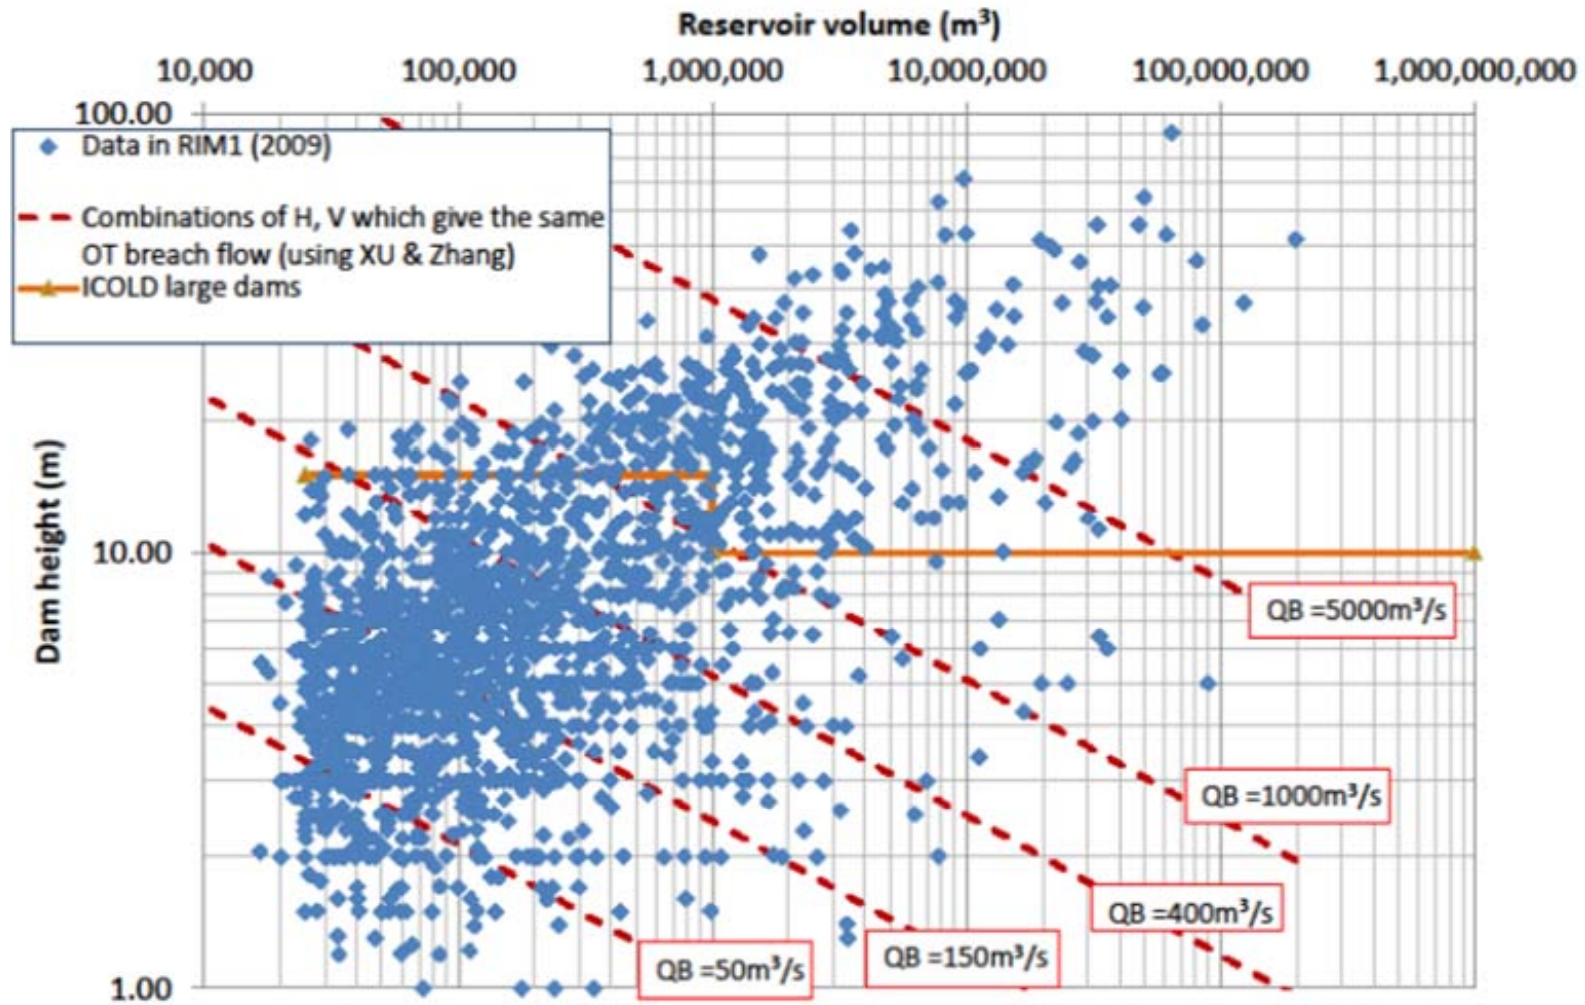 Reservoir volume (m³)
10,000 100,000 1,000,000 10,000,000 100,000,000 1,000,000,000
100.00
Data in RIM1 (2009)
Combinations of H, V which give the same
OT breach flow (using XU & Zhang)
ICOLD large dams
Dam height (m)
10.00
QB =5000m³/s
QB =1000m³/s
QB =400m³/s
QB =150m³/s
QB =50m³/s
1.00